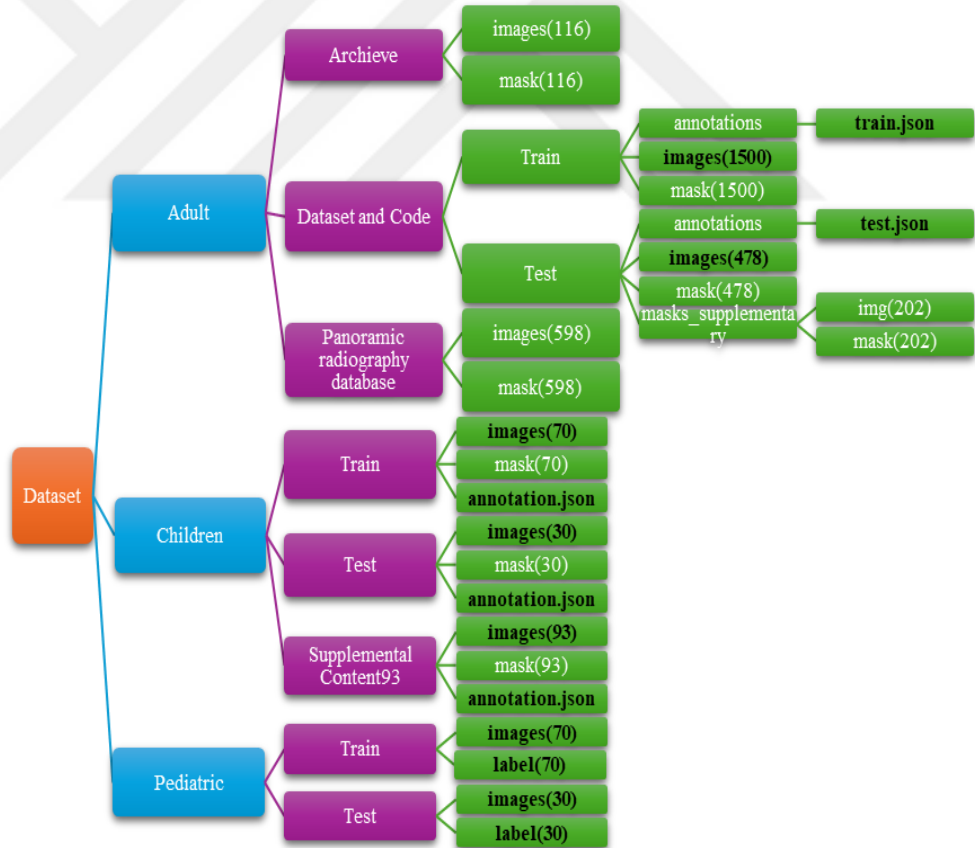 Dataset
Adult
Archieve
images(116)
mask(116)
Dataset and Code
Train
annotations
train.json
images(1500)
mask(1500)
Test
annotations
test.json
images(478)
mask(478)
masks_supplementa
ry
img(202)
mask(202)
Panoramic
radiography
database
images(598)
mask(598)
Children
Train
images(70)
mask(70)
annotation.json
Test
images(30)
mask(30)
annotation.json
Supplemental
Content93
images(93)
mask(93)
annotation.json
Pediatric
Train
images(70)
label(70)
Test
images(30)
label(30)